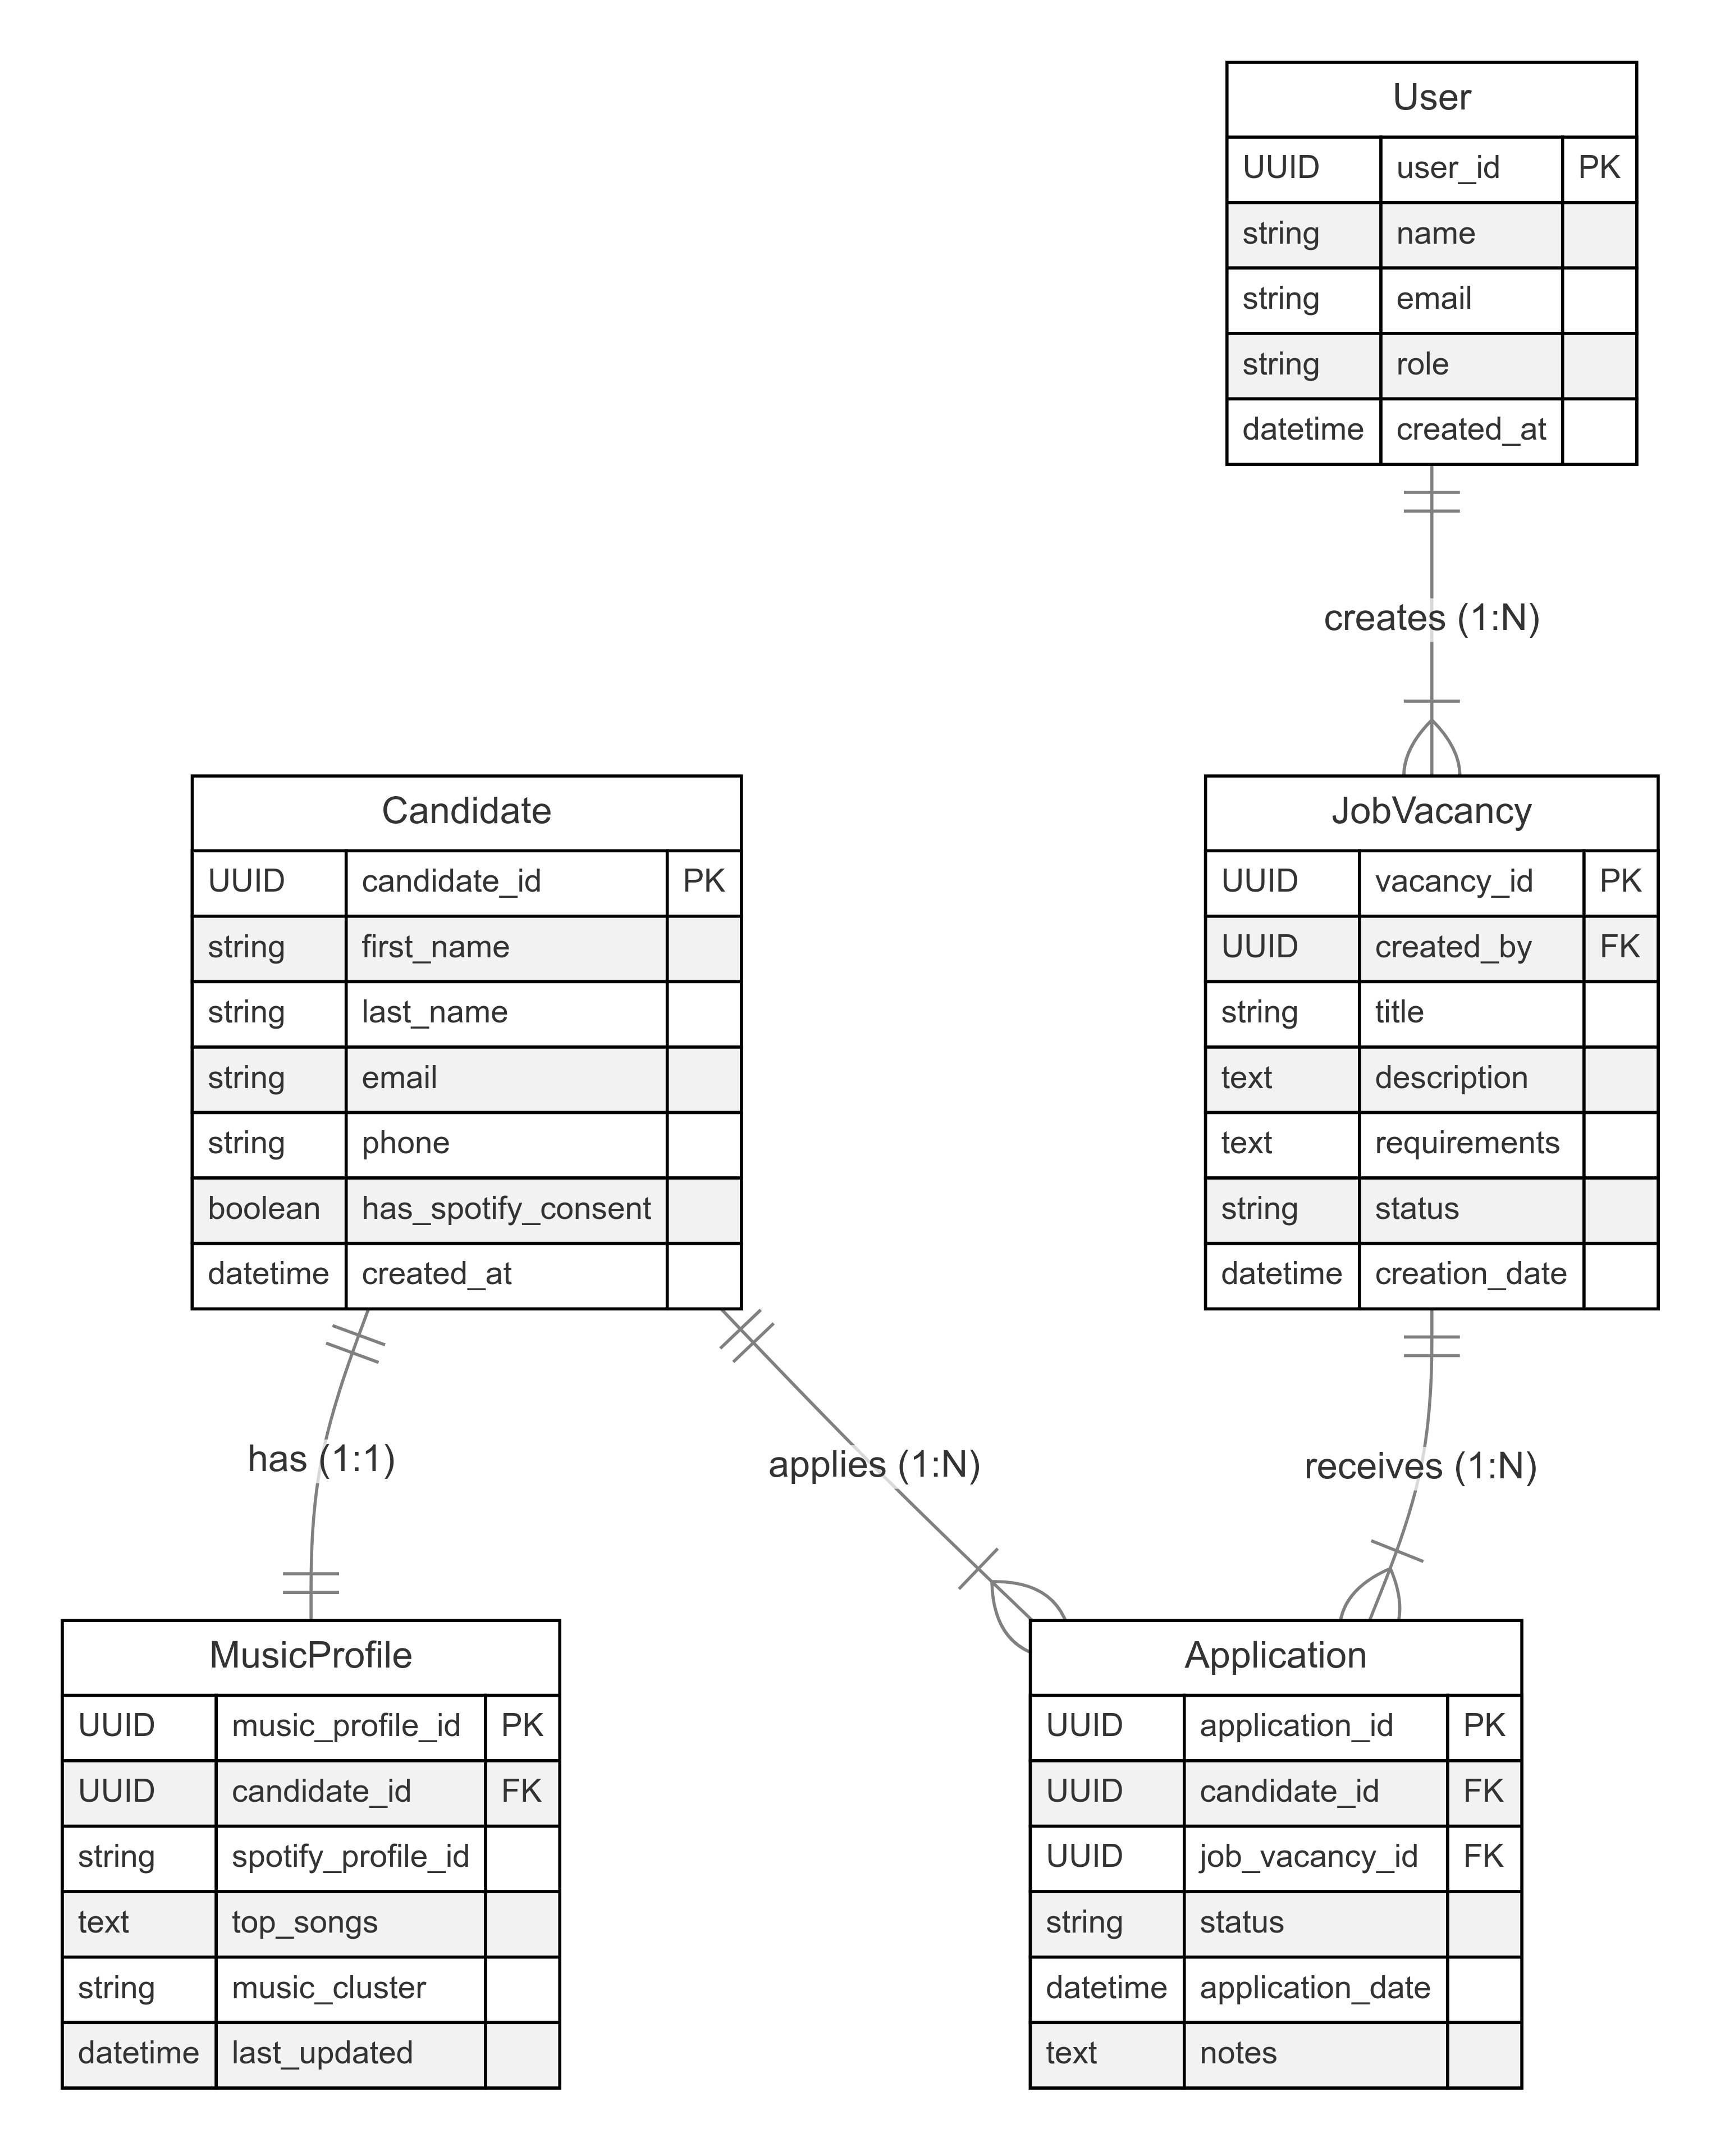 User
UUID user_id PK
string name
string email
string role
datetime created_at
creates (1:N)
Candidate
UUID candidate_id PK
string first_name
string last_name
string email
string phone
boolean has_spotify_consent
datetime created_at
JobVacancy
UUID vacancy_id PK
UUID created_by FK
string title
text description
text requirements
string status
datetime creation_date
has (1:1)
applies (1:N)
receives (1:N)
MusicProfile
UUID music_profile_id PK
UUID candidate_id FK
string spotify_profile_id
text top_songs
string music_cluster
datetime last_updated
Application
UUID application_id PK
UUID candidate_id FK
UUID job_vacancy_id FK
string status
datetime application_date
text notes